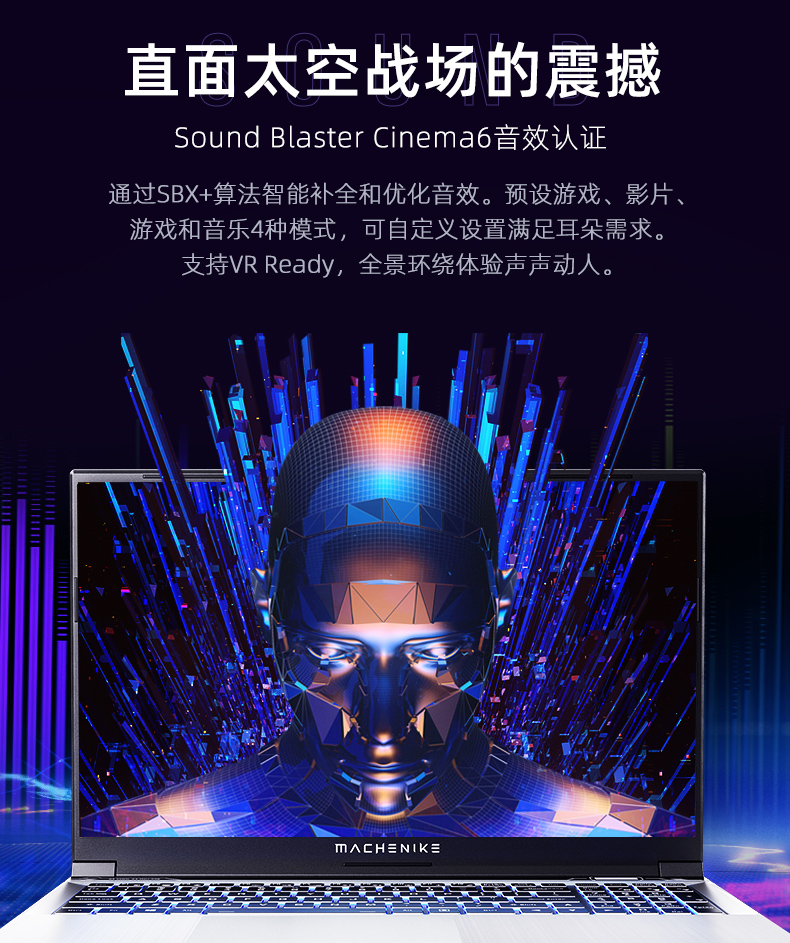 SOUND
直面太空战场的震撼
Sound Blaster Cinema6音效认证
通过SBX+算法智能补全和优化音效。预设游戏、影片、
游戏和音乐4种模式，可自定义设置满足耳朵需求。
支持VR Ready，全景环绕体验声声动人。
MACHENIKE